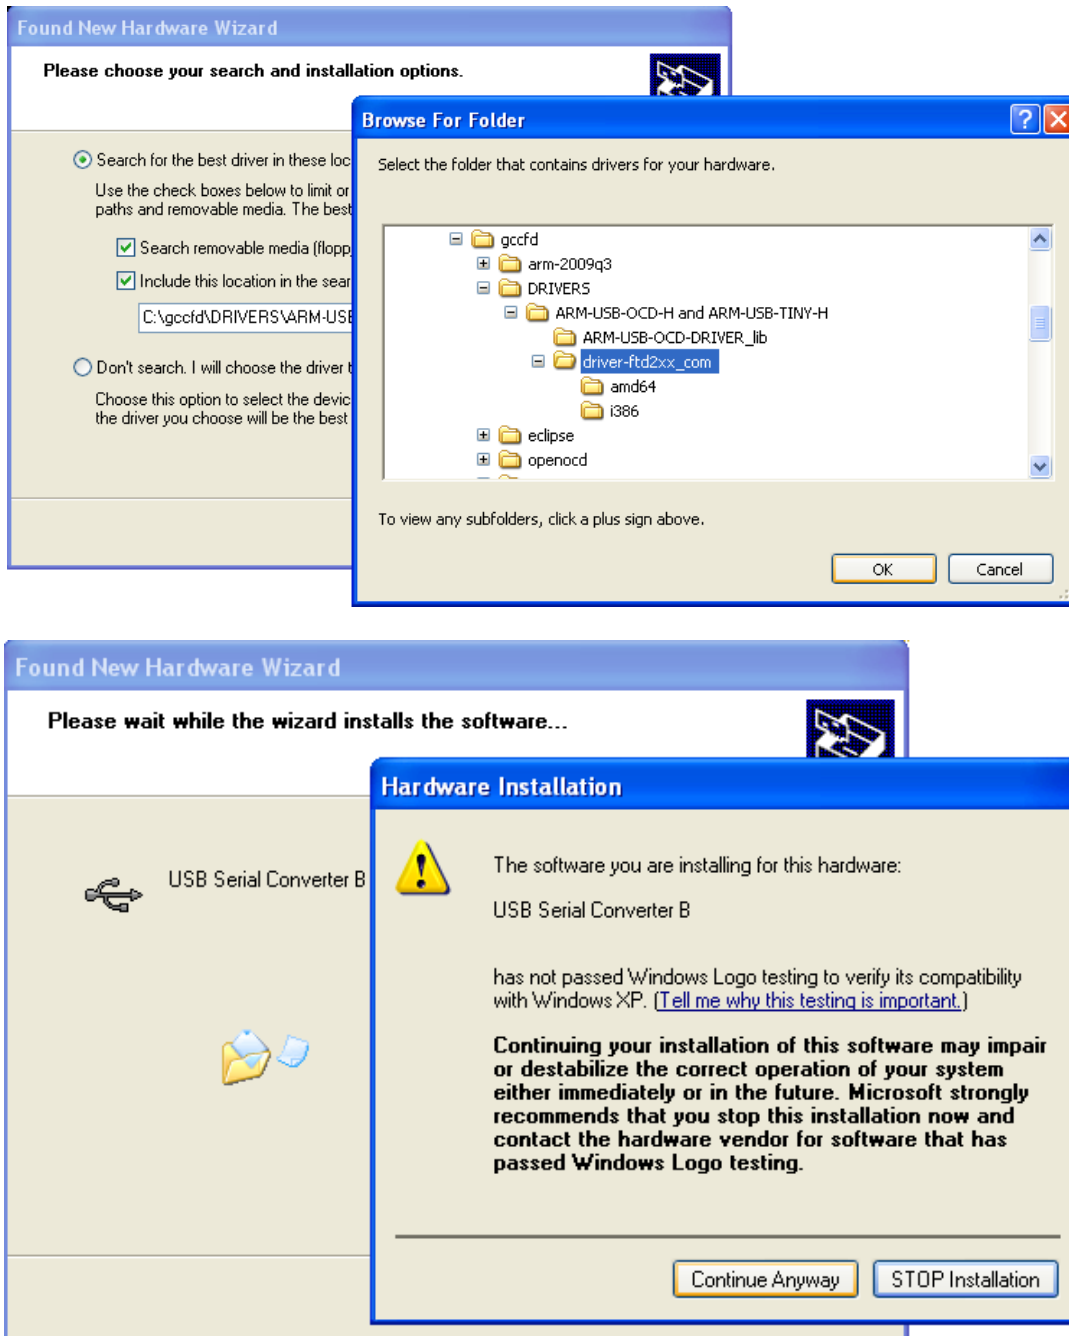 Found New Hardware Wizard
Please choose your search and installation options.
Search for the best driver in these loc
Use the check boxes below to limit or
paths and removable media. The best
Search removable media (flopp
Include this location in the sear
C:\gccfd\DRIVERS\ARM-USB
Don't search. I will choose the driver t
Choose this option to select the devic
the driver you choose will be the best
Browse For Folder
Select the folder that contains drivers for your hardware.
gccfd
arm-2009q3
DRIVERS
ARM-USB-OCD-H and ARM-USB-TINY-H
ARM-USB-OCD-DRIVER_lib
driver-ftd2xx_com
amd64
i386
eclipse
openocd
To view any subfolders, click a plus sign above.
OK Cancel
Found New Hardware Wizard
Please wait while the wizard installs the software...
USB Serial Converter B
Hardware Installation
The software you are installing for this hardware:
USB Serial Converter B
has not passed Windows Logo testing to verify its compatibility
with Windows XP. (Tell me why this testing is important.)
Continuing your installation of this software may impair
or destabilize the correct operation of your system
either immediately or in the future. Microsoft strongly
recommends that you stop this installation now and
contact the hardware vendor for software that has
passed Windows Logo testing.
Continue Anyway STOP Installation